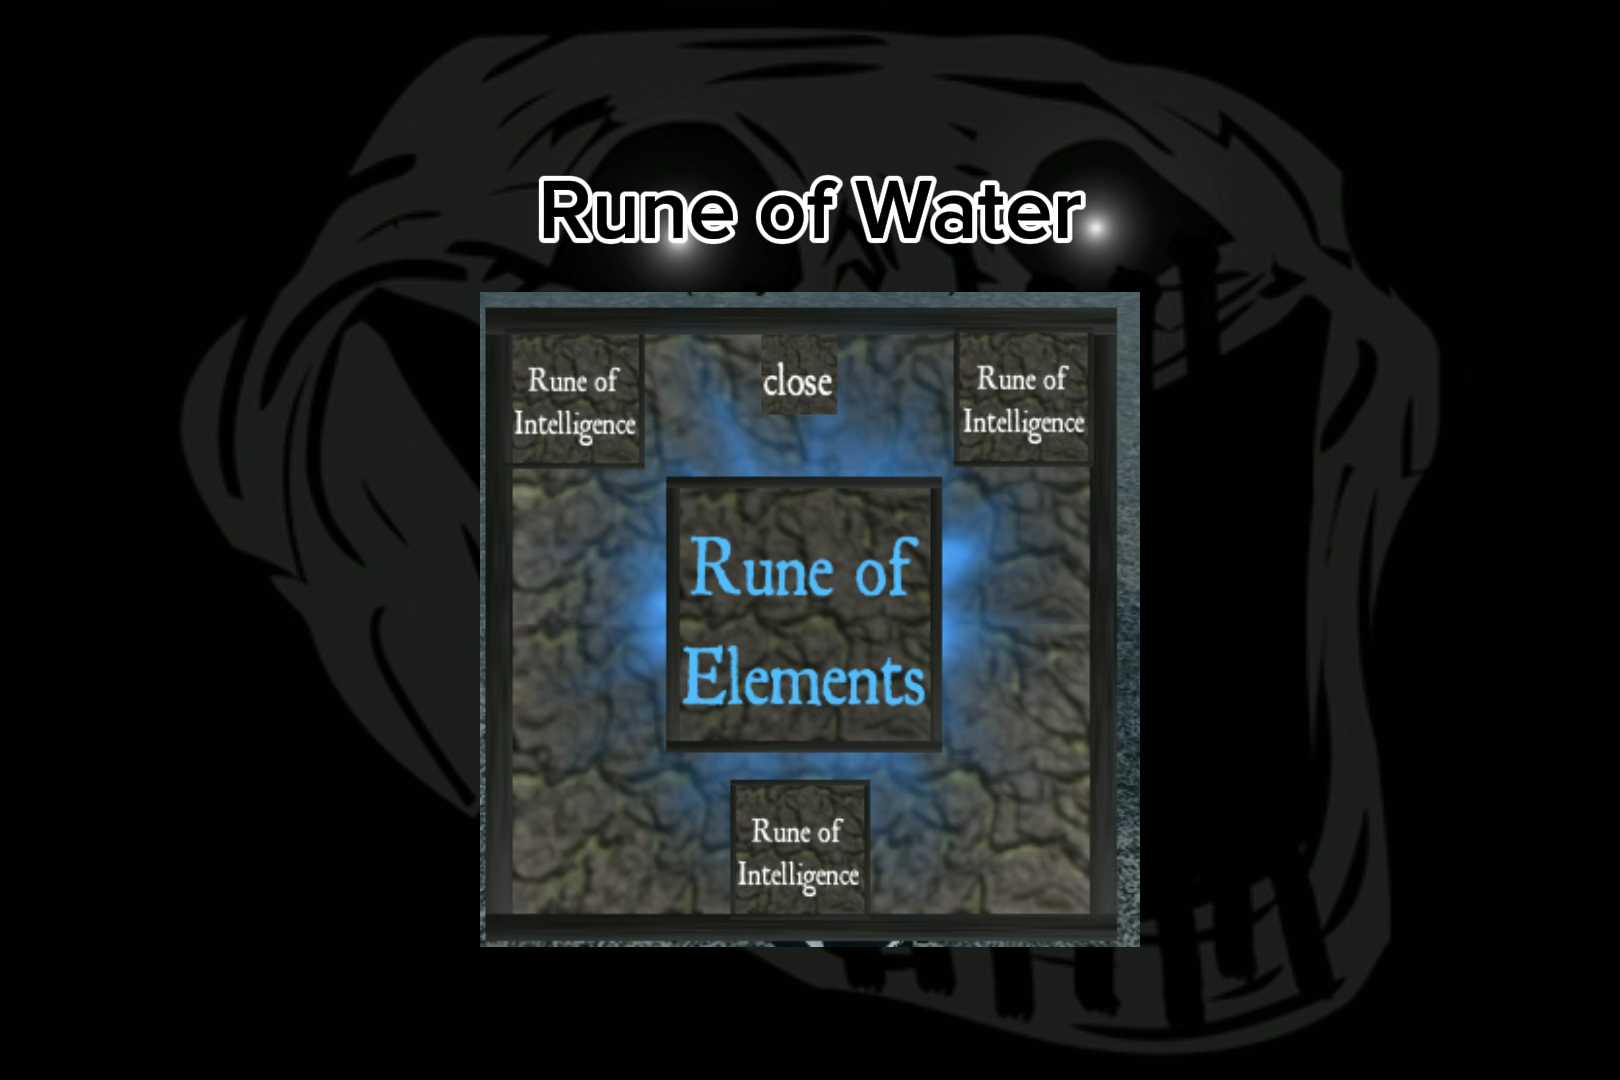 Rune of Water
Rune of
Intelligence
close
Rune of
Intelligence
Rune of
Elements
Rune of
Intelligence